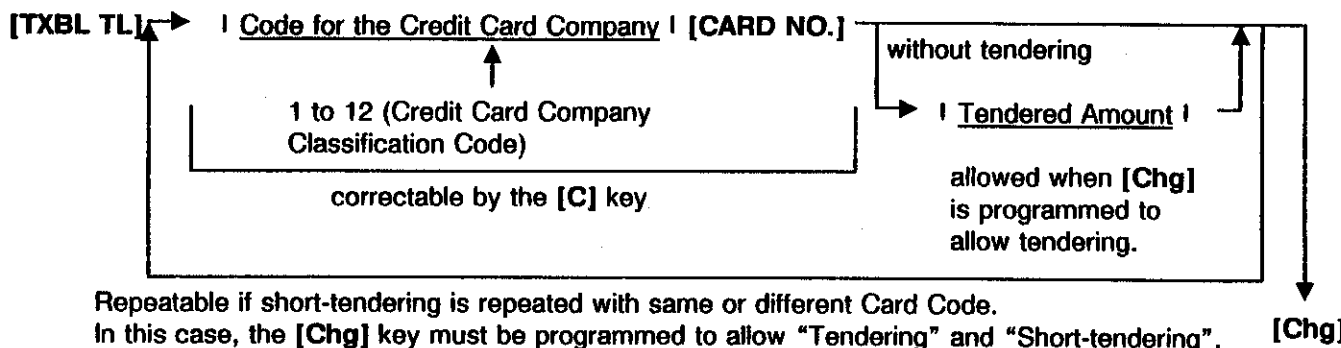 [TXBL TL] | Code for the Credit Card Company | [CARD NO.]
without tendering
1 to 12 (Credit Card Company
Classification Code)
| Tendered Amount |
correctable by the [C] key
allowed when [Chg]
is programmed to
allow tendering.
Repeatable if short-tendering is repeated with same or different Card Code.
In this case, the [Chg] key must be programmed to allow "Tendering" and "Short-tendering".
[Chg]